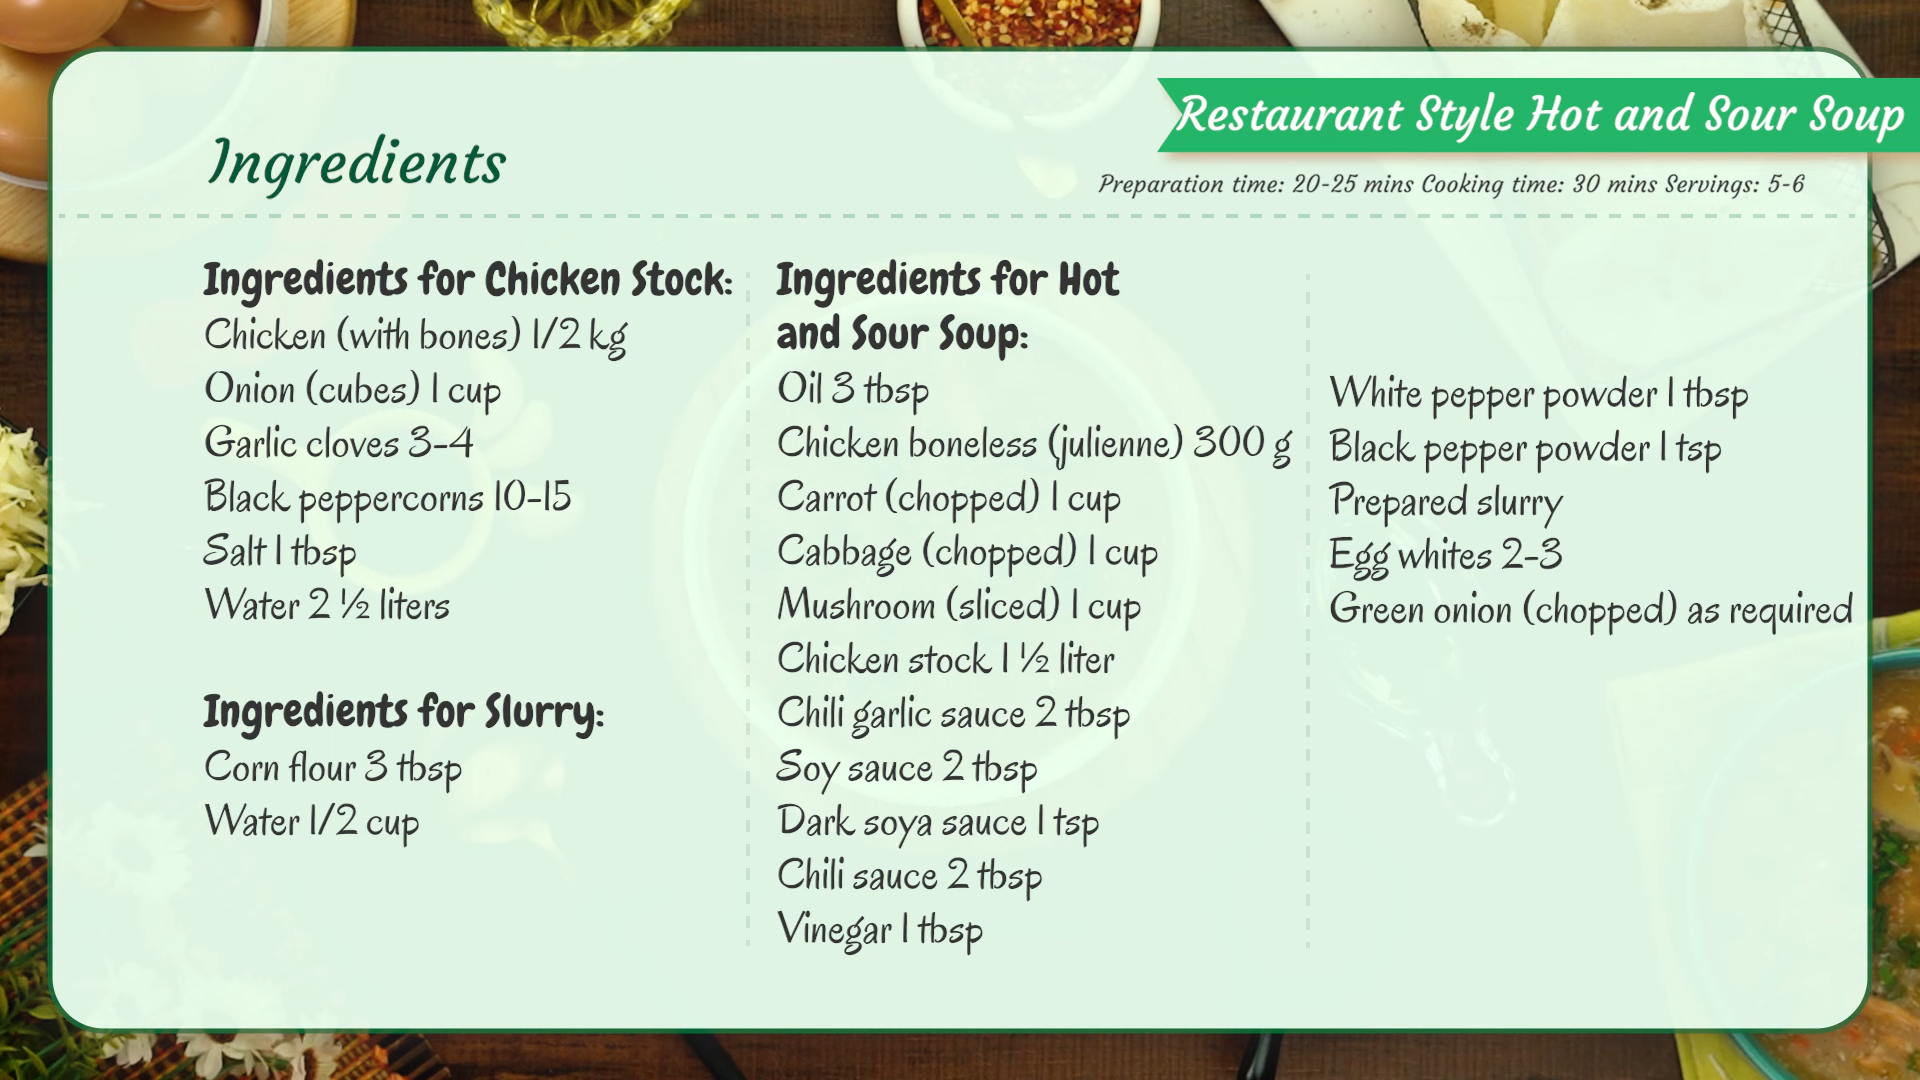 Restaurant Style Hot and Sour Soup
Ingredients
Preparation time: 20-25 mins Cooking time: 30 mins Servings: 5-6
Ingredients for Chicken Stock:
Chicken (with bones) 1/2 kg
Onion (cubes) 1 cup
Garlic cloves 3-4
Black peppercorns 10-15
Salt 1 tbsp
Water 2 ½ liters
Ingredients for Slurry:
Corn flour 3 tbsp
Water 1/2 cup
Ingredients for Hot
and Sour Soup:
Oil 3 tbsp
Chicken boneless (julienne) 300 g
Carrot (chopped) 1 cup
Cabbage (chopped) 1 cup
Mushroom (sliced) 1 cup
Chicken stock 1 ½ liter
Chili garlic sauce 2 tbsp
Soy sauce 2 tbsp
Dark soya sauce 1 tsp
Chili sauce 2 tbsp
Vinegar 1 tbsp
White pepper powder 1 tbsp
Black pepper powder 1 tsp
Prepared slurry
Egg whites 2-3
Green onion (chopped) as required